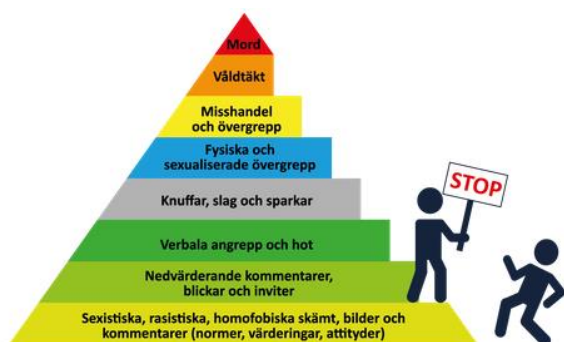 Mord
Våldtäkt
Misshandel
och övergrepp
Fysiska och
sexualiserade övergrepp
Knuffar, slag och sparkar
Verbala angrepp och hot
Nedvärderande kommentarer,
blickar och inviter
Sexistiska, rasistiska, homofobiska skämt, bilder och
kommentarer (normer, värderingar, attityder)
STOP